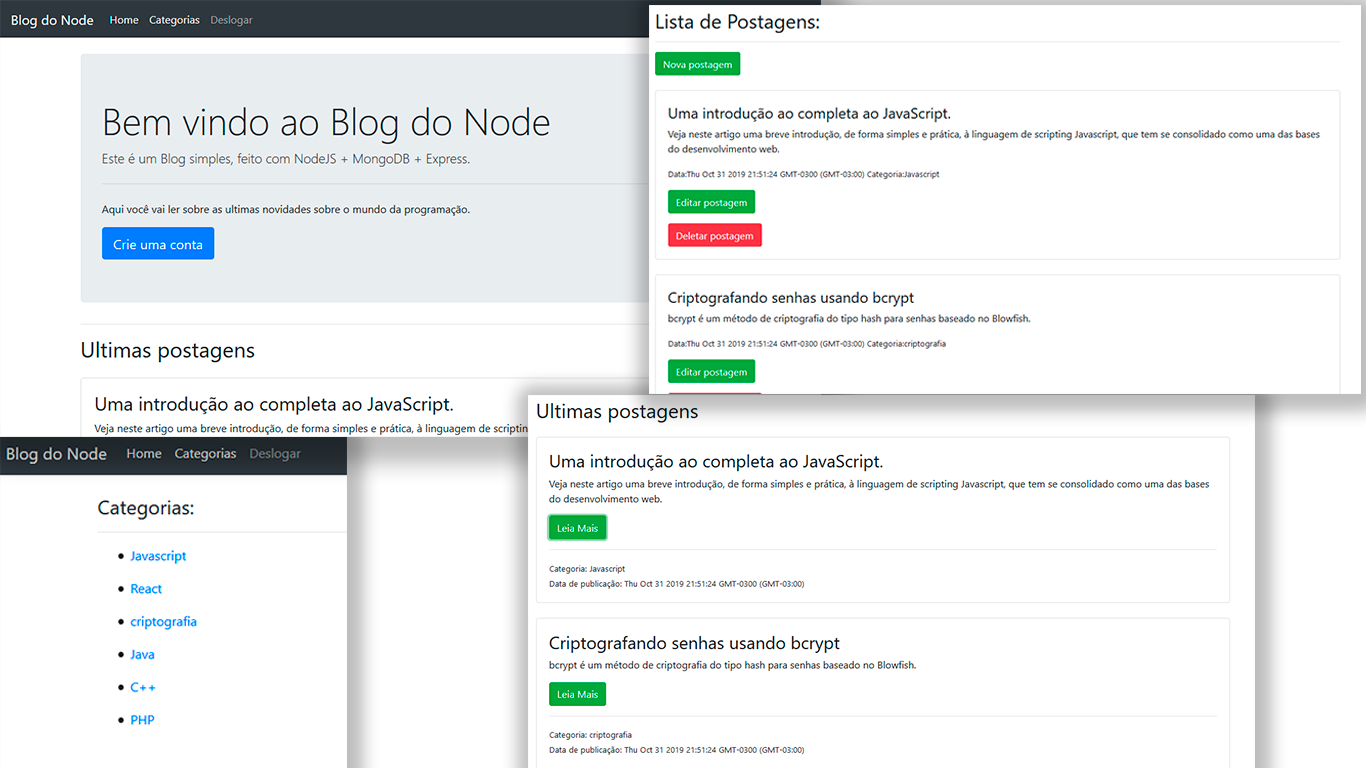 Blog do Node Home Categorias Deslogar
Bem vindo ao Blog do Node
Este é um Blog simples, feito com NodeJS + MongoDB + Express.
Aqui você vai ler sobre as ultimas novidades sobre o mundo da programação.
Crie uma conta
Ultimas postagens
Uma introdução ao completa ao JavaScript.
Veja neste artigo uma breve introdução, de forma simples e prática, à linguagem de scriptin
Lista de Postagens:
Nova postagem
Uma introdução ao completa ao JavaScript.
Veja neste artigo uma breve introdução, de forma simples e prática, à linguagem de scripting Javascript, que tem se consolidado como uma das bases
do desenvolvimento web.
Data:Thu Oct 31 2019 21:51:24 GMT-0300 (GMT-03:00) Categoria:Javascript
Editar postagem
Deletar postagem
Criptografando senhas usando bcrypt
bcrypt é um método de criptografia do tipo hash para senhas baseado no Blowfish.
Data:Thu Oct 31 2019 21:51:24 GMT-0300 (GMT-03:00) Categoria:criptografia
Editar postagem
Blog do Node Home Categorias Deslogar
Categorias:
Javascript
React
criptografia
Java
C++
PHP
Ultimas postagens
Uma introdução ao completa ao JavaScript.
Veja neste artigo uma breve introdução, de forma simples e prática, à linguagem de scripting Javascript, que tem se consolidado como uma das bases
do desenvolvimento web.
Leia Mais
Categoria: Javascript
Data de publicação: Thu Oct 31 2019 21:51:24 GMT-0300 (GMT-03:00)
Criptografando senhas usando bcrypt
bcrypt é um método de criptografia do tipo hash para senhas baseado no Blowfish.
Leia Mais
Categoria: criptografia
Data de publicação: Thu Oct 31 2019 21:51:24 GMT-0300 (GMT-03:00)